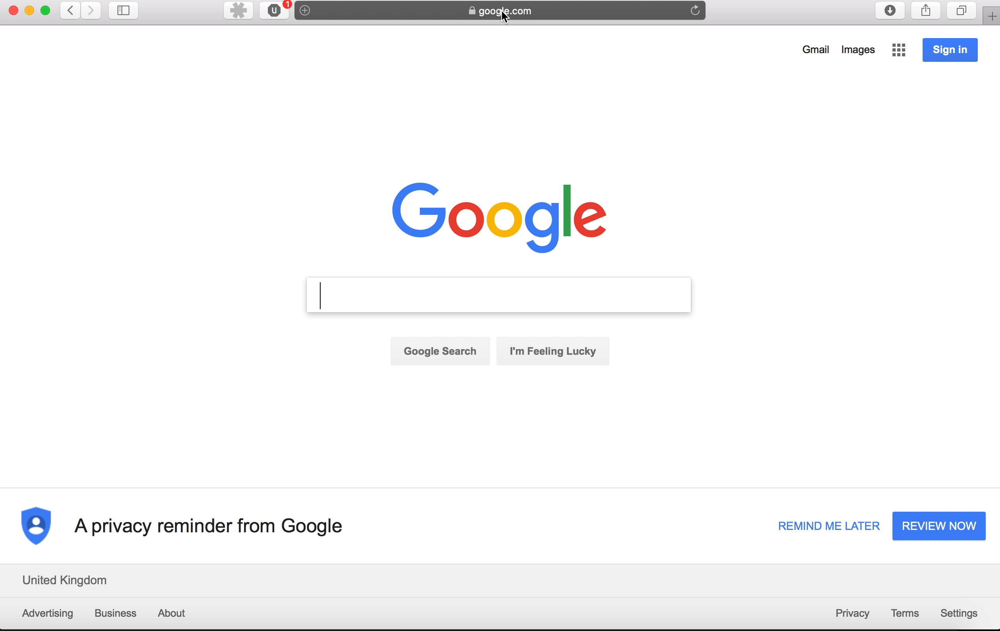 U 1 google.com
Gmail Images Sign in
Google
Google Search I'm Feeling Lucky
A privacy reminder from Google REMIND ME LATER REVIEW NOW
United Kingdom
Advertising Business About Privacy Terms Settings